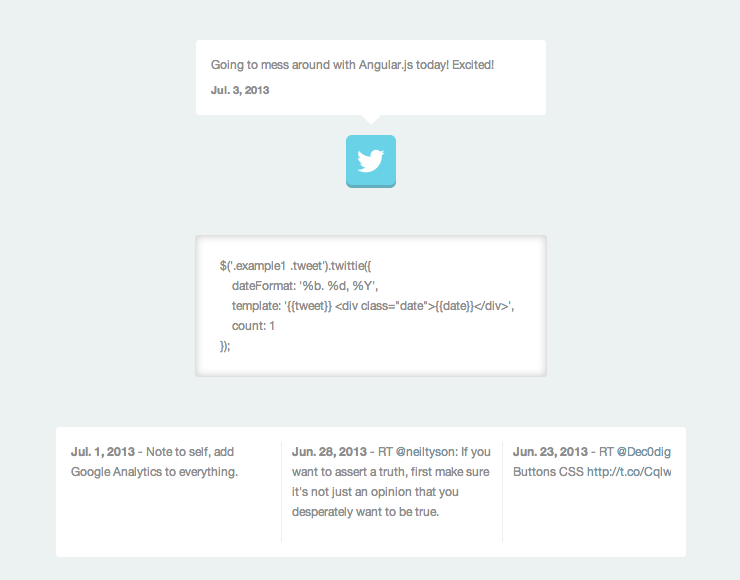 Going to mess around with Angular.js today! Excited!
Jul. 3, 2013
$('.example1 .tweet').twittie({
dateFormat: '%b. %d, %Y',
template: '{{tweet}} <div class="date">{{date}}</div>',
count: 1
});
Jul. 1, 2013 - Note to self, add
Google Analytics to everything.
Jun. 28, 2013 - RT @neiltyson: If you
want to assert a truth, first make sure
it's not just an opinion that you
desperately want to be true.
Jun. 23, 2013 - RT @Dec0dig
Buttons CSS http://t.co/Cqlw